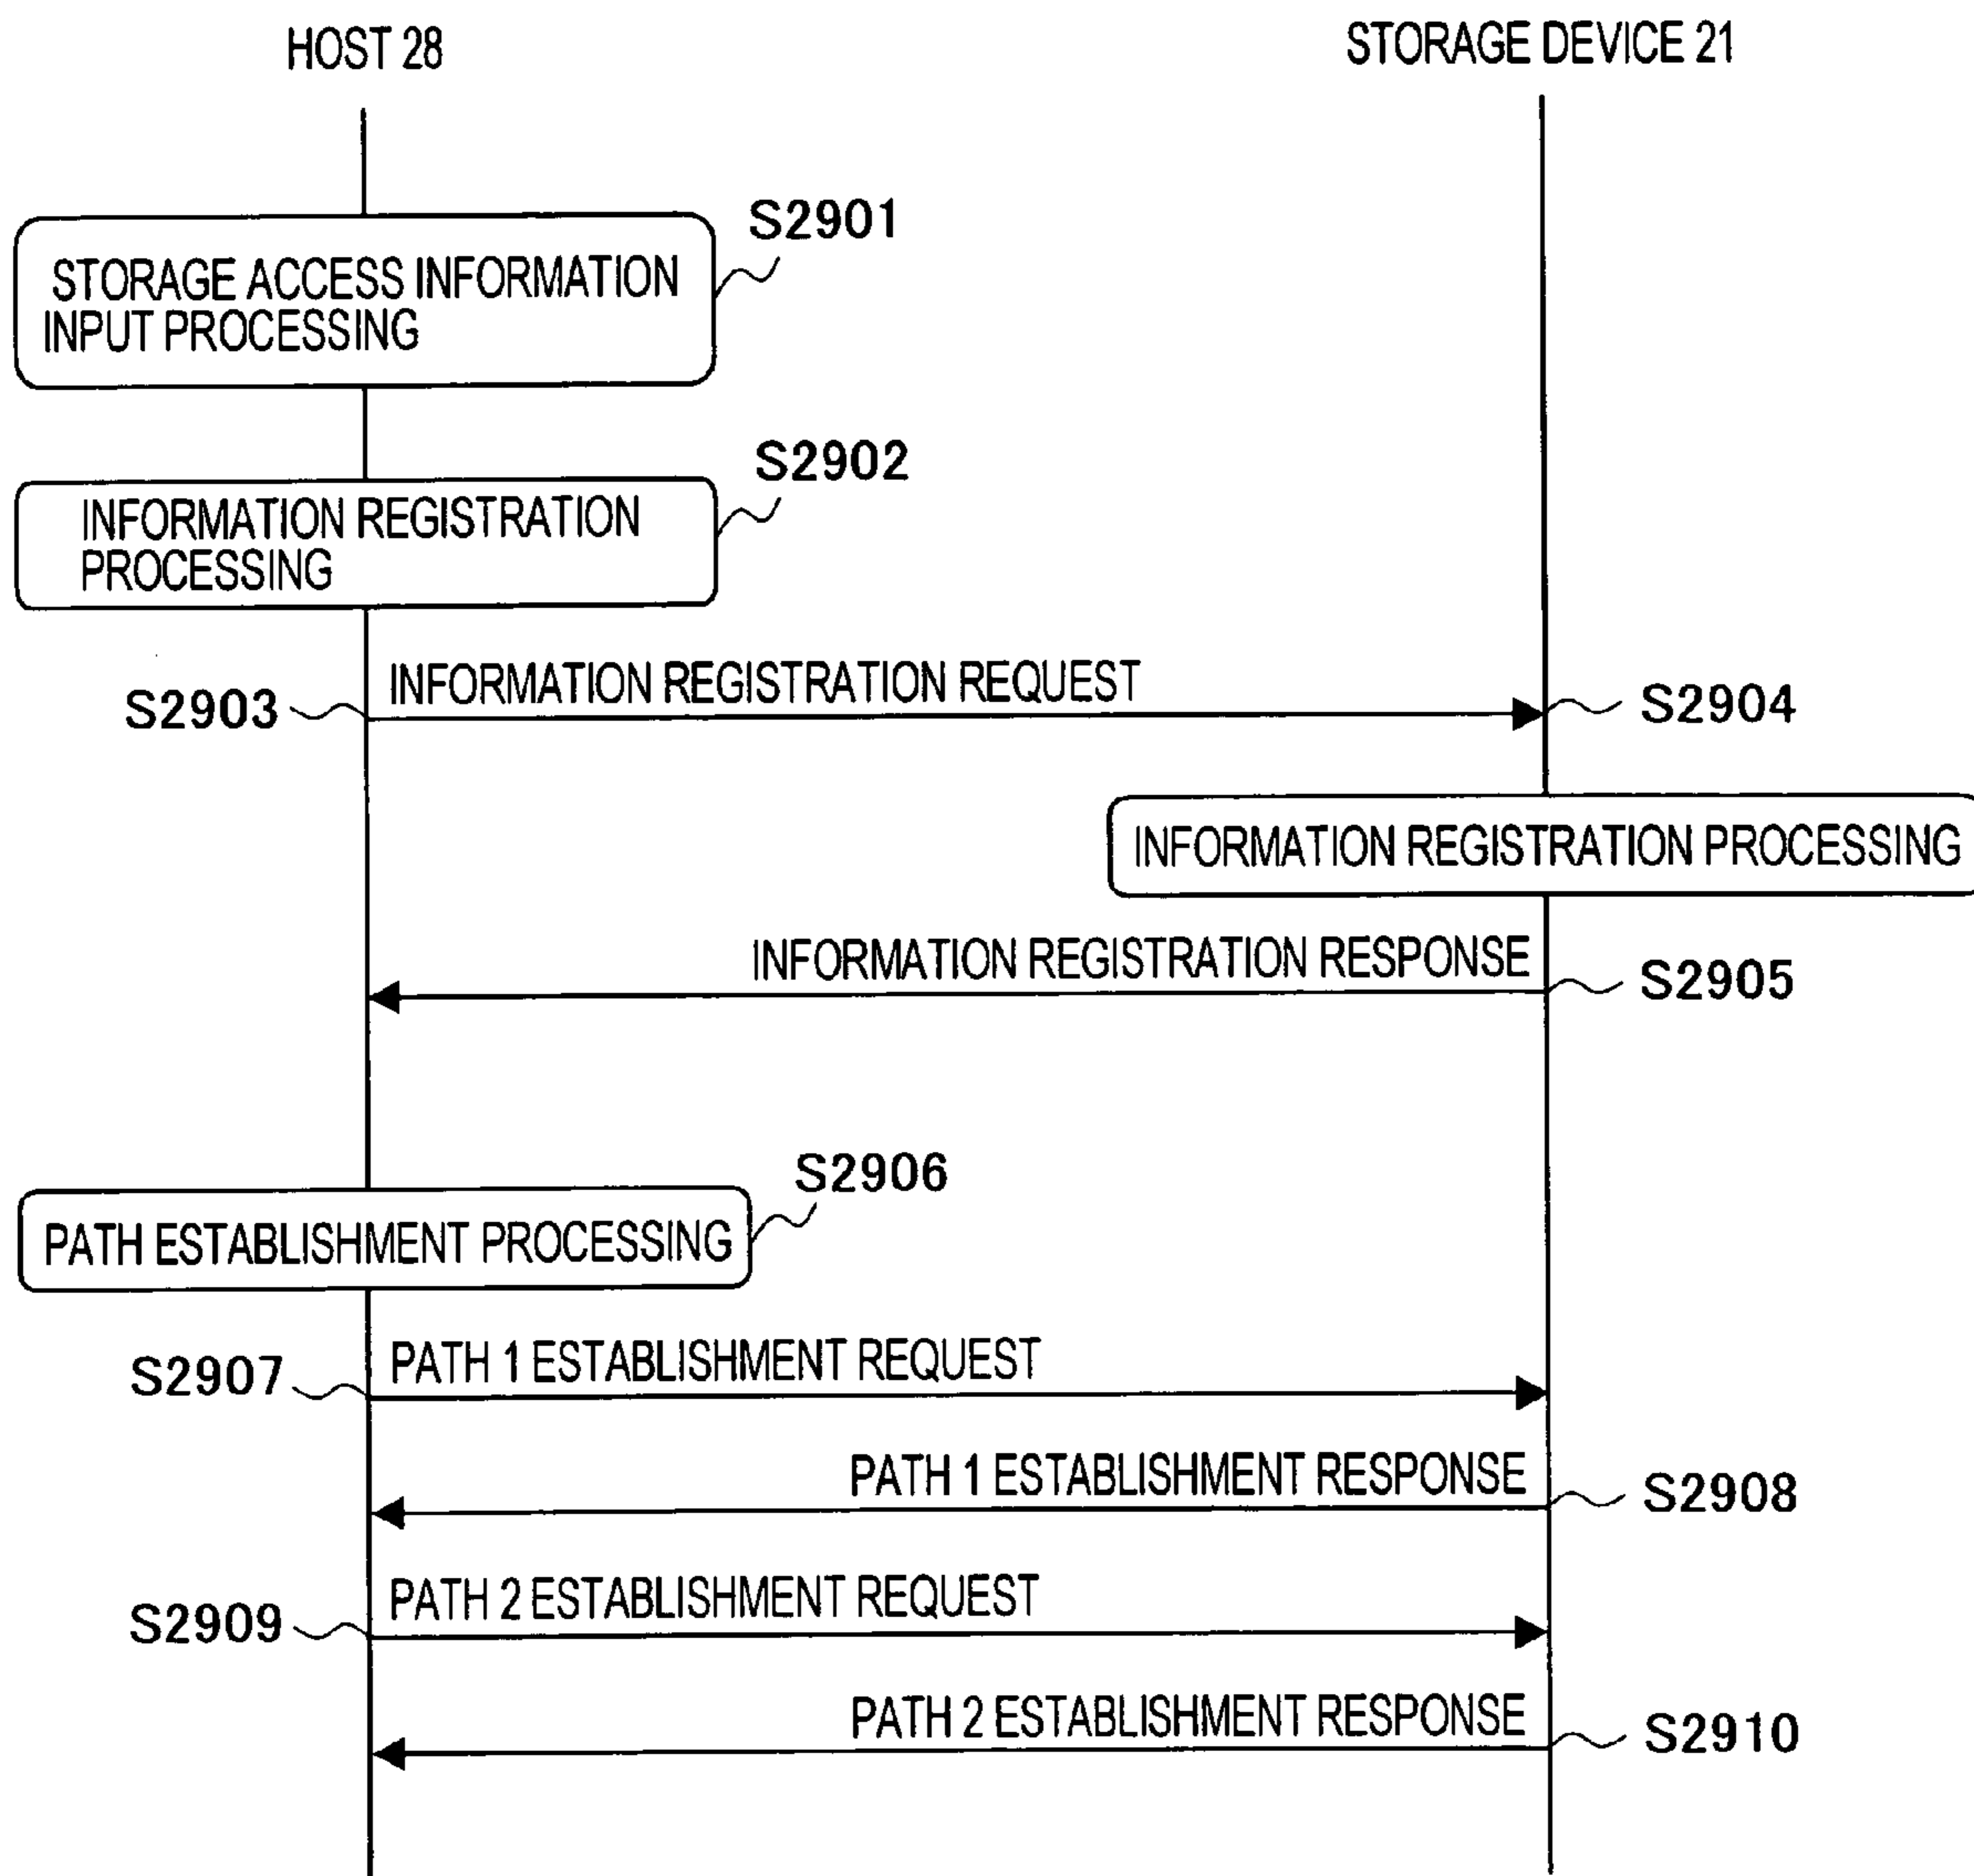 HOST 28
STORAGE DEVICE 21
S2901
STORAGE ACCESS INFORMATION
INPUT PROCESSING
S2902
INFORMATION REGISTRATION
PROCESSING
INFORMATION REGISTRATION REQUEST
S2903
S2904
INFORMATION REGISTRATION PROCESSING
INFORMATION REGISTRATION RESPONSE
S2905
S2906
PATH ESTABLISHMENT PROCESSING
PATH 1 ESTABLISHMENT REQUEST
S2907
PATH 1 ESTABLISHMENT RESPONSE
S2908
PATH 2 ESTABLISHMENT REQUEST
S2909
PATH 2 ESTABLISHMENT RESPONSE
S2910